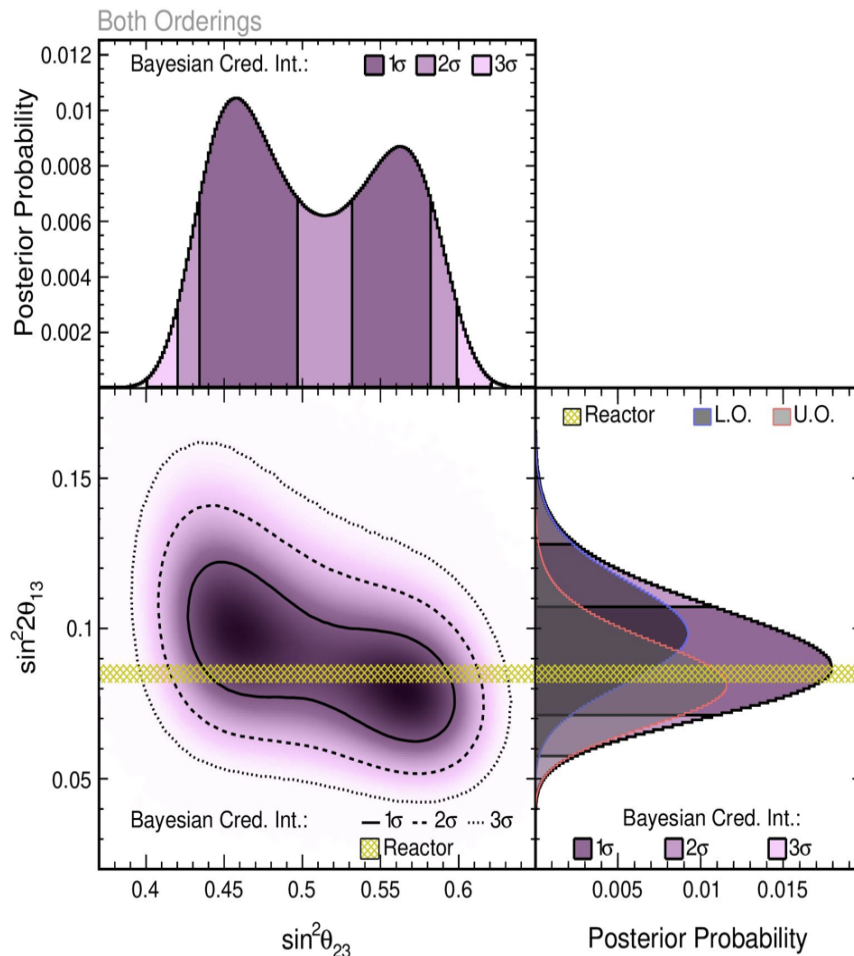 Both Orderings
Bayesian Cred. Int.: 1σ 2σ 3σ
Posterior Probability
0.012
0.01
0.008
0.006
0.004
0.002
Reactor L.O. U.O.
sin²2θ₁₃
0.15
0.1
0.05
Bayesian Cred. Int.: 1σ 2σ 3σ
Reactor
Bayesian Cred. Int.:
1σ 2σ 3σ
0.4 0.45 0.5 0.55 0.6
sin²θ₂₃
0.005 0.01 0.015
Posterior Probability